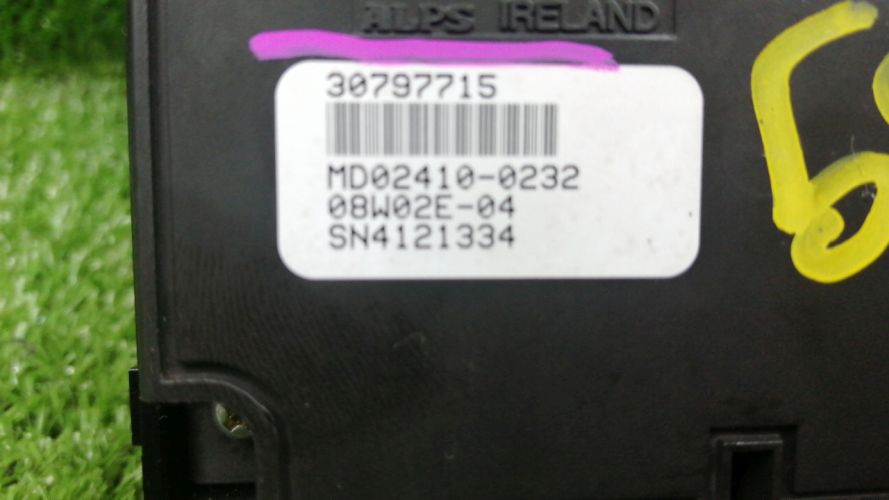 ALPS IRELAND
30797715
MD02410-0232
08W02E-04
SN4121334